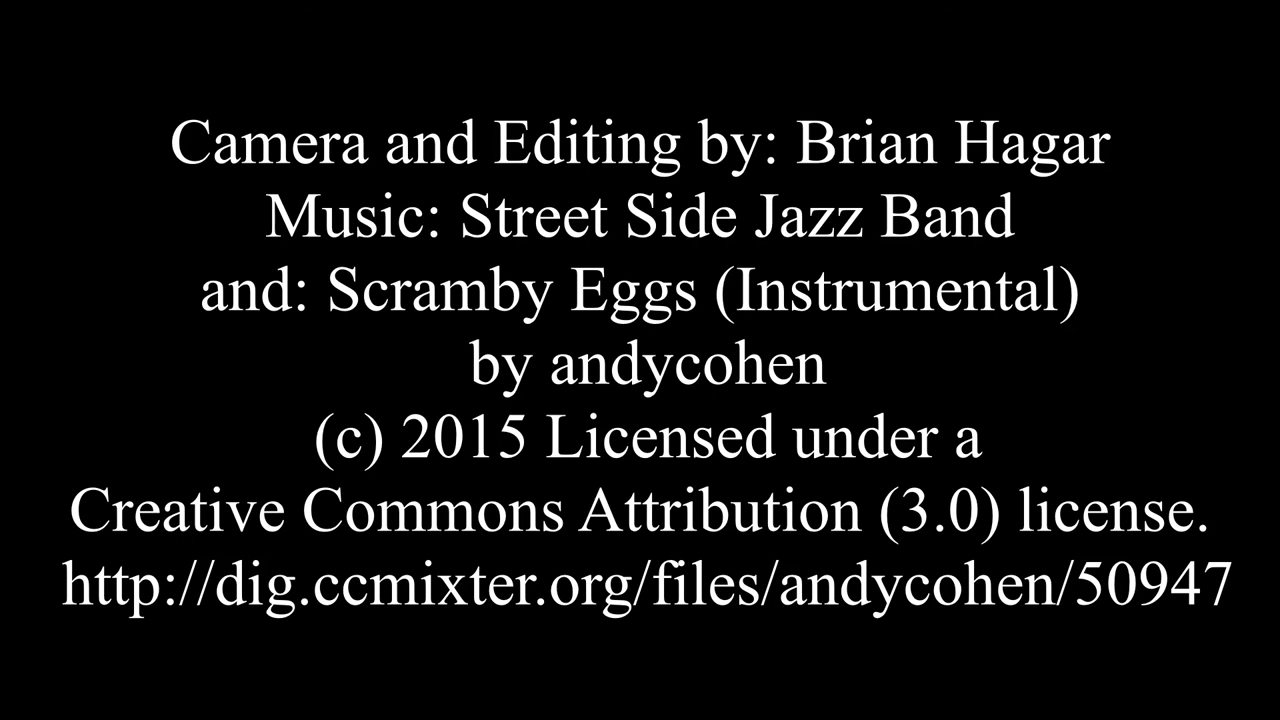 Camera and Editing by: Brian Hagar
Music: Street Side Jazz Band
and: Scramby Eggs (Instrumental)
by andycohen
(c) 2015 Licensed under a
Creative Commons Attribution (3.0) license.
http://dig.ccmixter.org/files/andycohen/50947